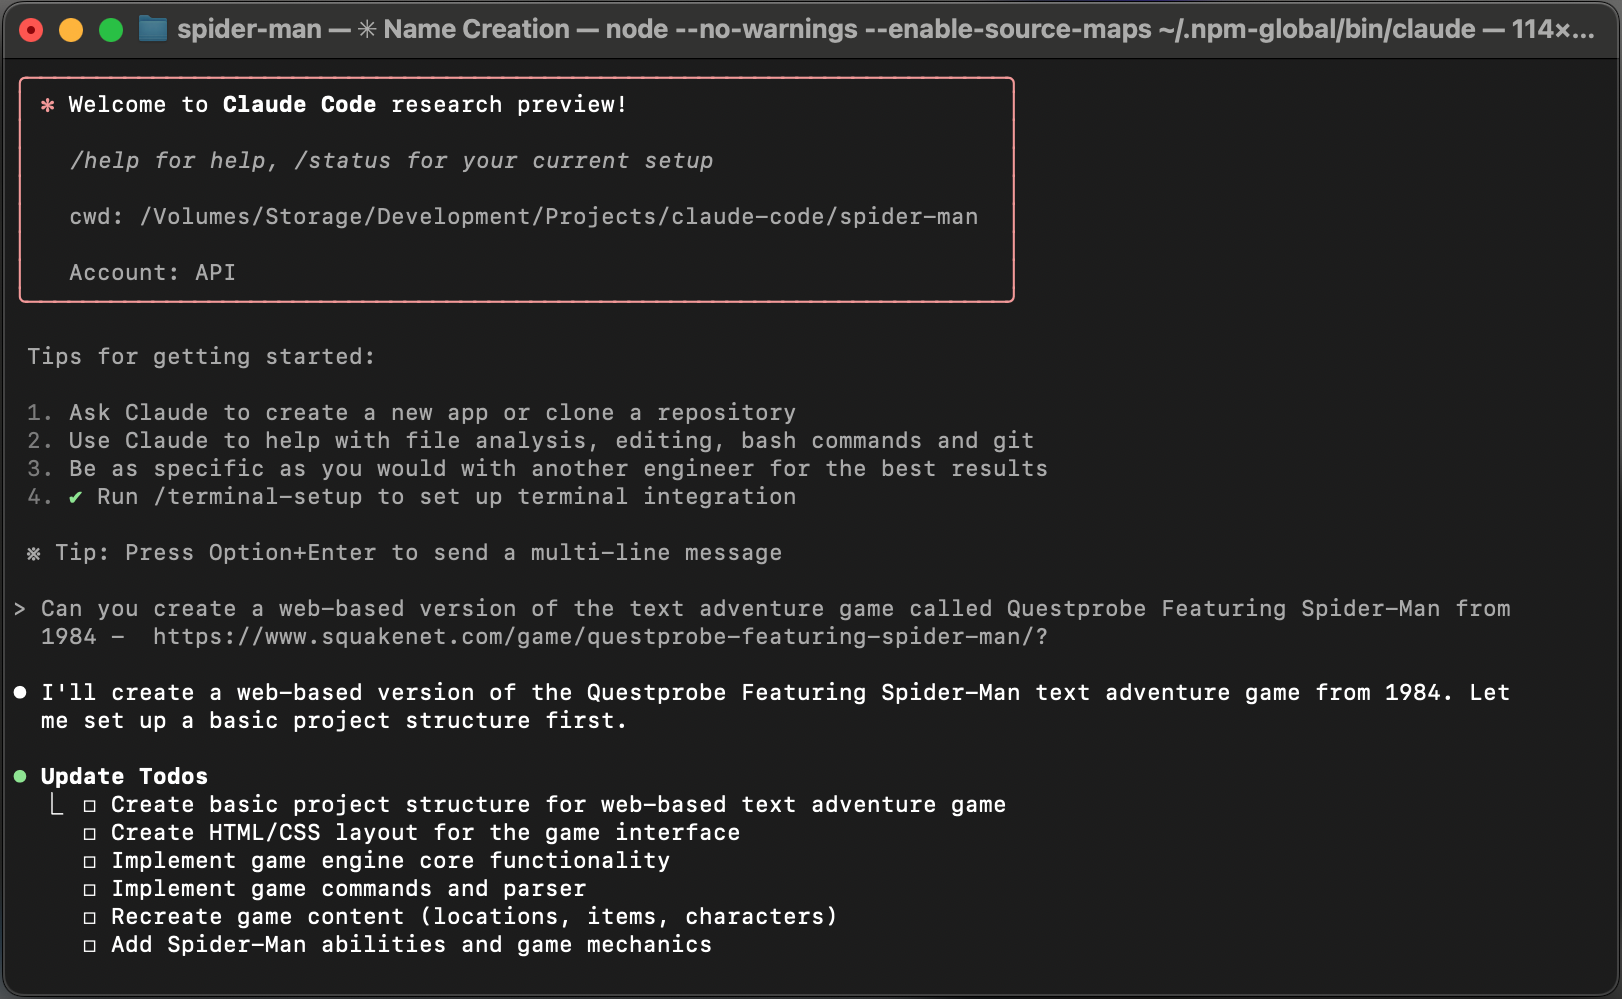 spider-man — ✳ Name Creation — node --no-warnings --enable-source-maps ~/.npm-global/bin/claude — 114×...
✻ Welcome to Claude Code research preview!
/help for help, /status for your current setup
cwd: /Volumes/Storage/Development/Projects/claude-code/spider-man
Account: API
Tips for getting started:
1. Ask Claude to create a new app or clone a repository
2. Use Claude to help with file analysis, editing, bash commands and git
3. Be as specific as you would with another engineer for the best results
4. ✔ Run /terminal-setup to set up terminal integration
※ Tip: Press Option+Enter to send a multi-line message
> Can you create a web-based version of the text adventure game called Questprobe Featuring Spider-Man from
1984 -  https://www.squakenet.com/game/questprobe-featuring-spider-man/?
● I'll create a web-based version of the Questprobe Featuring Spider-Man text adventure game from 1984. Let
me set up a basic project structure first.
● Update Todos
⎿ ☐ Create basic project structure for web-based text adventure game
☐ Create HTML/CSS layout for the game interface
☐ Implement game engine core functionality
☐ Implement game commands and parser
☐ Recreate game content (locations, items, characters)
☐ Add Spider-Man abilities and game mechanics